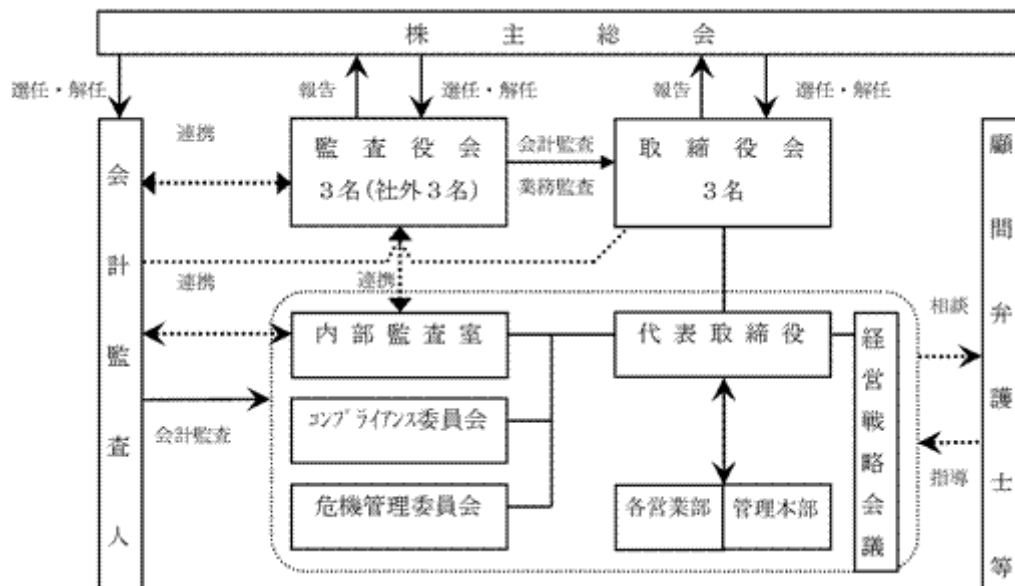 株主総会
選任・解任
報告
選任・解任
報告
選任・解任
連携
監査役会
3名(社外3名)
会計監査
業務監査
取締役会
3名
会計監査人
顧問弁護士等
連携
連携
内部監査室
代表取締役
経営戦略会議
相談
会計監査
コンプライアンス委員会
指導
危機管理委員会
各営業部
管理本部